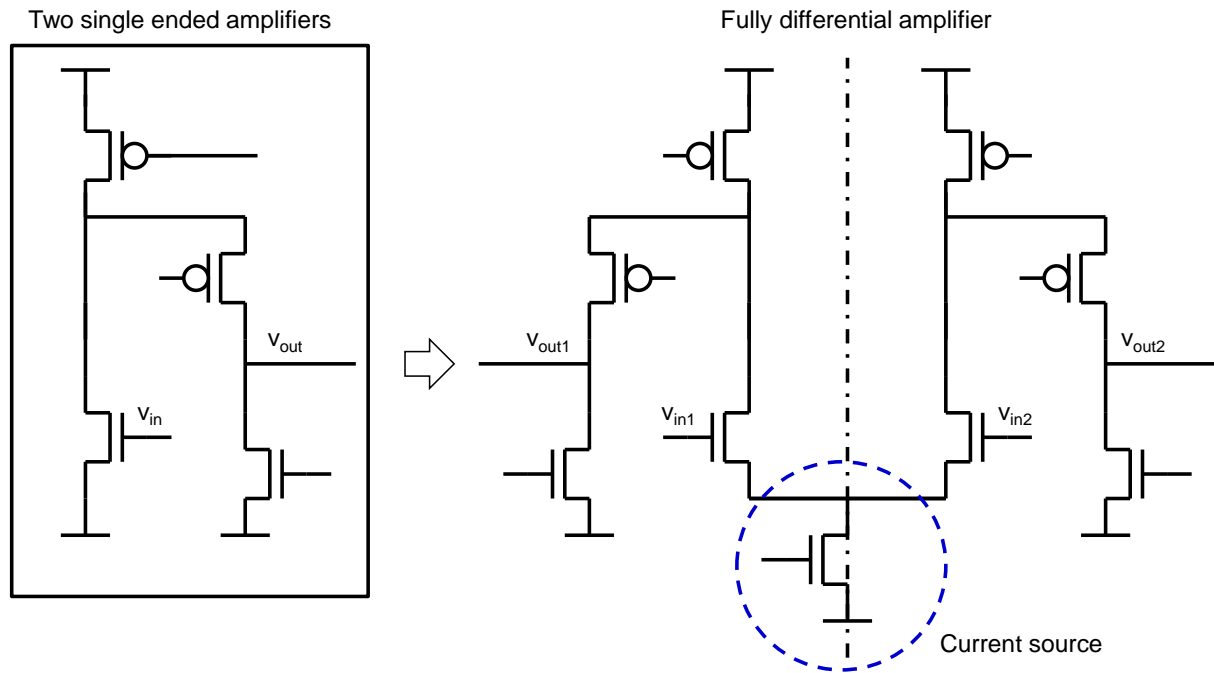 Two single ended amplifiers
Fully differential amplifier
vin
vout
vout1
vin1
vin2
vout2
Current source